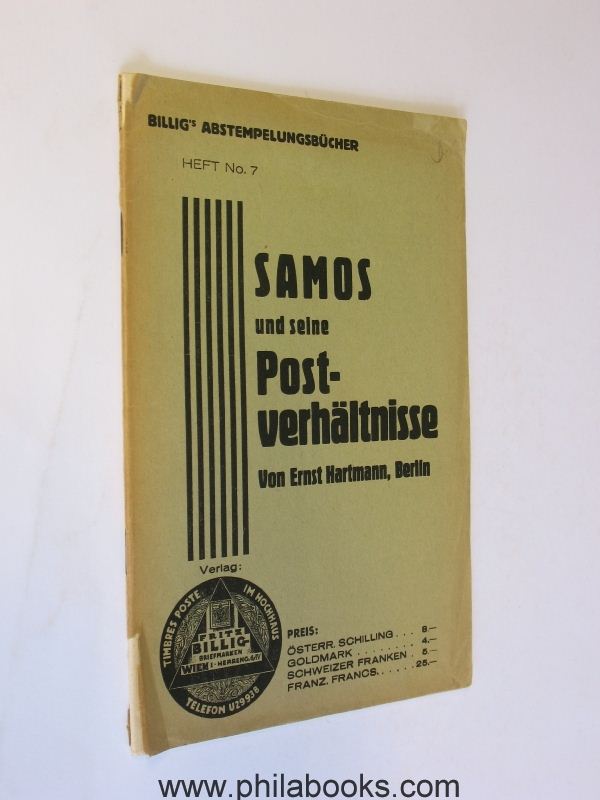 BILLIG'S ABSTEMPELUNGSBÜCHER
HEFT No. 7
SAMOS
und seine
Post-
verhältnisse
Von Ernst Hartmann, Berlin
Verlag:
TIMBRES POSTE IM HOCHHAUS
FRITZ
BILLIG
BRIEFMARKEN
WIEN I. HERRENG.
TELEFON U29938
PREIS:
ÖSTERR. SCHILLING . . . 8.—
GOLDMARK . . . . . . . . . 4.—
SCHWEIZER FRANKEN . 5.—
FRANZ. FRANCS. . . . . . 25.—
www.philabooks.com